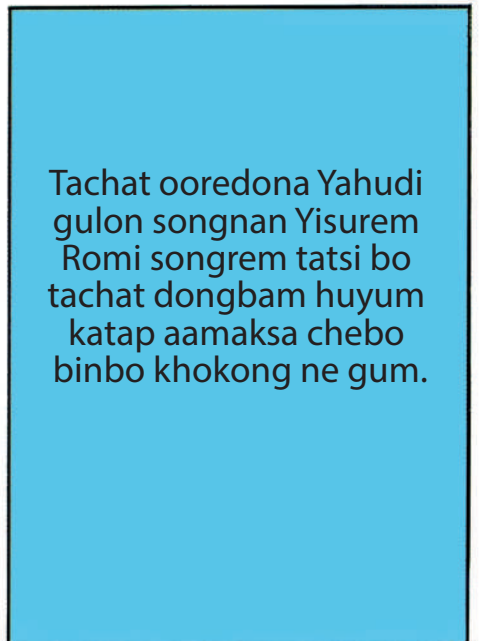 Tachat ooredona Yahudi
gulon songnan Yisurem
Romi songrem tatsi bo
tachat dongbam huyum
katap aamaksa chebo
binbo khokong ne gum.